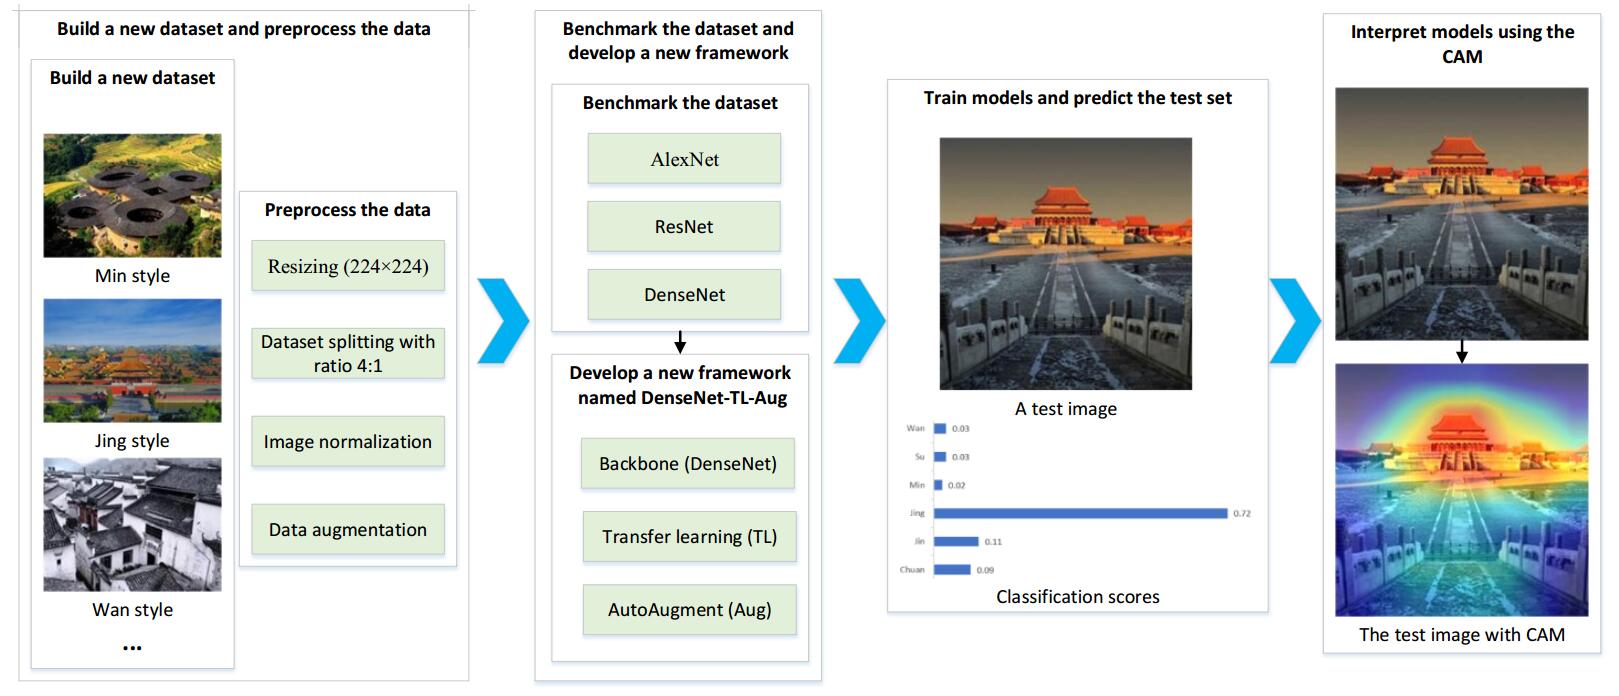 Build a new dataset and preprocess the data
Build a new dataset
Min style
Jing style
Wan style
...
Preprocess the data
Resizing (224×224)
Dataset splitting with
ratio 4:1
Image normalization
Data augmentation
Benchmark the dataset and
develop a new framework
Benchmark the dataset
AlexNet
ResNet
DenseNet
Develop a new framework
named DenseNet-TL-Aug
Backbone (DenseNet)
Transfer learning (TL)
AutoAugment (Aug)
Train models and predict the test set
A test image
Wan 0.03
Su 0.03
Min 0.02
Jing 0.72
Jin 0.11
Chuan 0.09
Classification scores
Interpret models using the
CAM
The test image with CAM